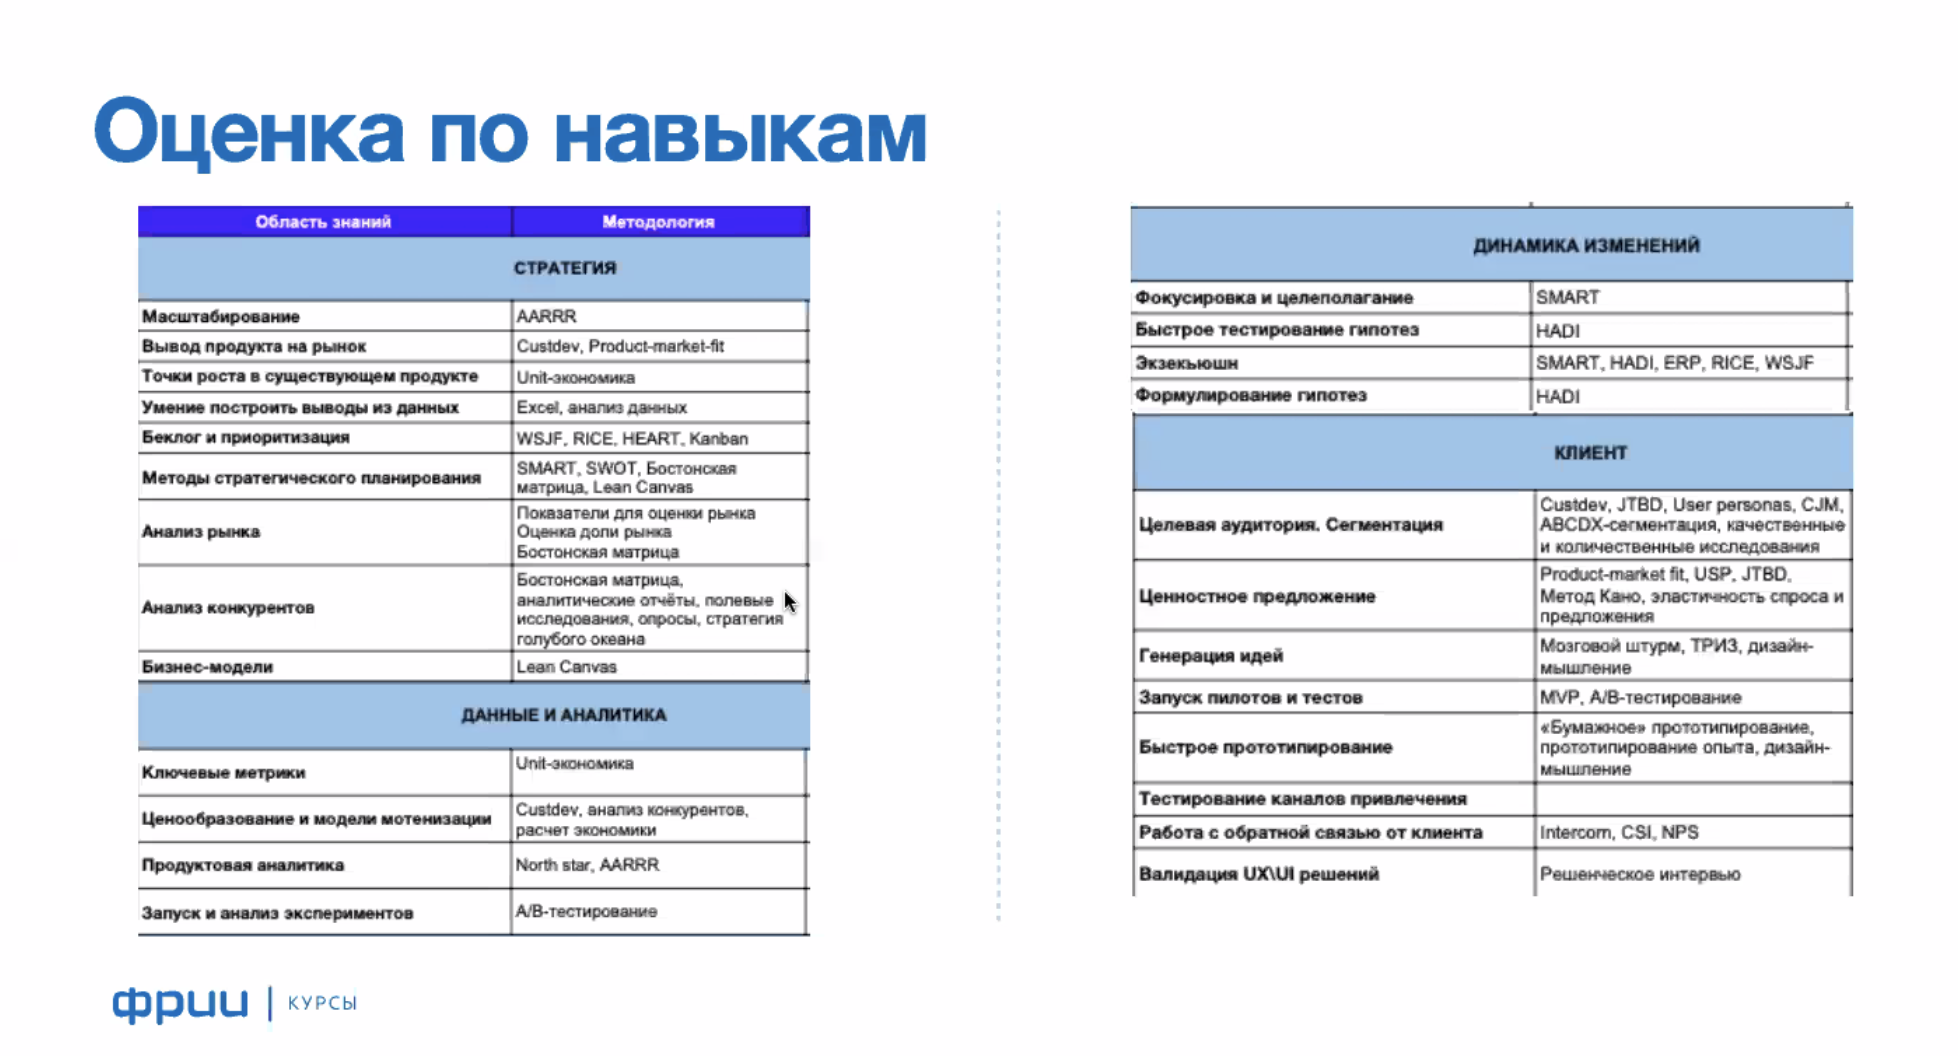 Оценка по навыкам
Область знаний Методология
СТРАТЕГИЯ
Масштабирование AARRR
Вывод продукта на рынок Custdev, Product-market-fit
Точки роста в существующем продукте Unit-экономика
Умение построить выводы из данных Excel, анализ данных
Беклог и приоритизация WSJF, RICE, HEART, Kanban
Методы стратегического планирования SMART, SWOT, Бостонская
матрица, Lean Canvas
Анализ рынка Показатели для оценки рынка
Оценка доли рынка
Бостонская матрица
Анализ конкурентов Бостонская матрица,
аналитические отчёты, полевые
исследования, опросы, стратегия
голубого океана
Бизнес-модели Lean Canvas
ДАННЫЕ И АНАЛИТИКА
Ключевые метрики Unit-экономика
Ценообразование и модели мотенизации Custdev, анализ конкурентов,
расчет экономики
Продуктовая аналитика North star, AARRR
Запуск и анализ экспериментов A/B-тестирование
ДИНАМИКА ИЗМЕНЕНИЙ
Фокусировка и целеполагание SMART
Быстрое тестирование гипотез HADI
Экзекьюшн SMART, HADI, ERP, RICE, WSJF
Формулирование гипотез HADI
КЛИЕНТ
Целевая аудитория. Сегментация Custdev, JTBD, User personas, CJM,
ABCDX-сегментация, качественные
и количественные исследования
Ценностное предложение Product-market fit, USP, JTBD,
Метод Кано, эластичность спроса и
предложения
Генерация идей Мозговой штурм, ТРИЗ, дизайн-
мышление
Запуск пилотов и тестов MVP, A/B-тестирование
Быстрое прототипирование «Бумажное» прототипирование,
прототипирование опыта, дизайн-
мышление
Тестирование каналов привлечения
Работа с обратной связью от клиента Intercom, CSI, NPS
Валидация UX\UI решений Решенческое интервью
фрии | КУРСЫ